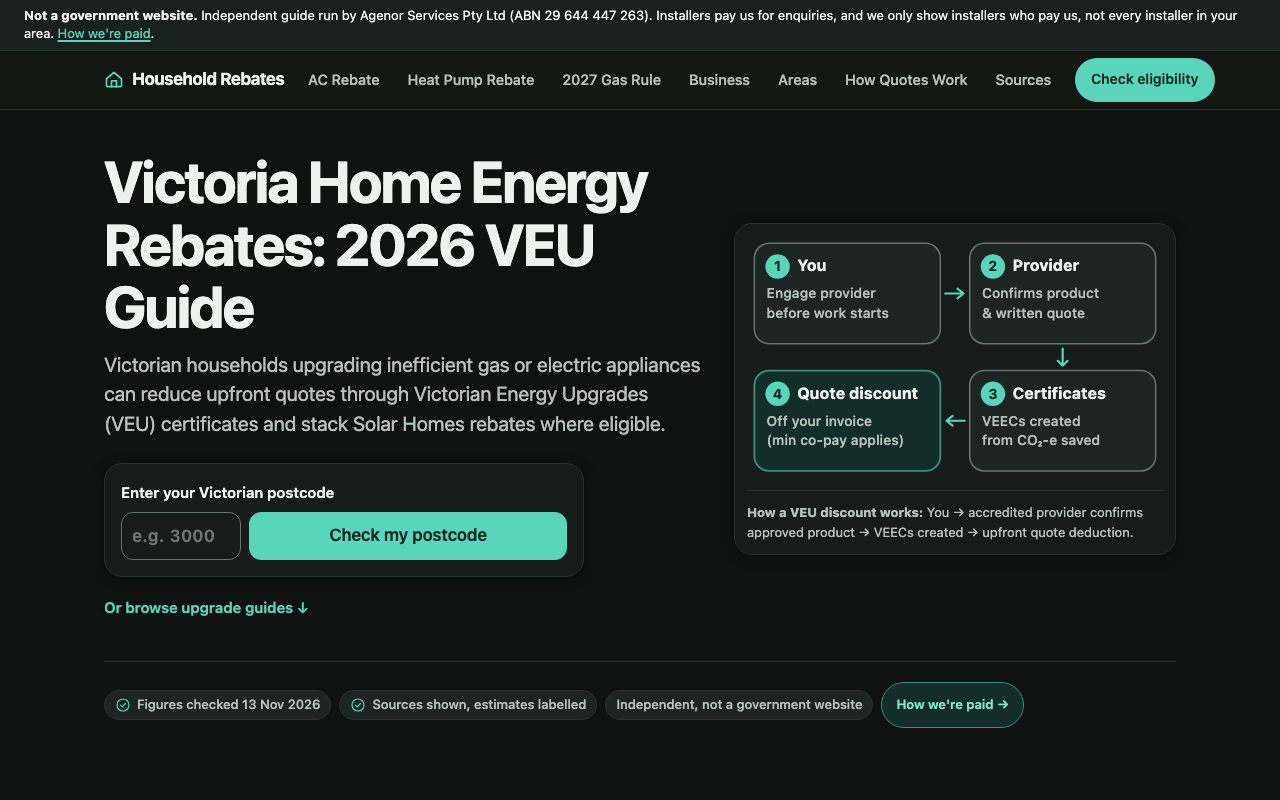 Not a government website. Independent guide run by Agenor Services Pty Ltd (ABN 29 644 447 263). Installers pay us for enquiries, and we only show installers who pay us, not every installer in your
area. How we're paid.
Household Rebates
AC Rebate
Heat Pump Rebate
2027 Gas Rule
Business
Areas
How Quotes Work
Sources
Check eligibility
Victoria Home Energy
Rebates: 2026 VEU
Guide
Victorian households upgrading inefficient gas or electric appliances
can reduce upfront quotes through Victorian Energy Upgrades
(VEU) certificates and stack Solar Homes rebates where eligible.
Enter your Victorian postcode
e.g. 3000
Check my postcode
Or browse upgrade guides ↓
1 You
Engage provider
before work starts
→
2 Provider
Confirms product
& written quote
↓
3 Certificates
VEECs created
from CO₂-e saved
←
4 Quote discount
Off your invoice
(min co-pay applies)
How a VEU discount works: You → accredited provider confirms
approved product → VEECs created → upfront quote deduction.
Figures checked 13 Nov 2026
Sources shown, estimates labelled
Independent, not a government website
How we're paid →